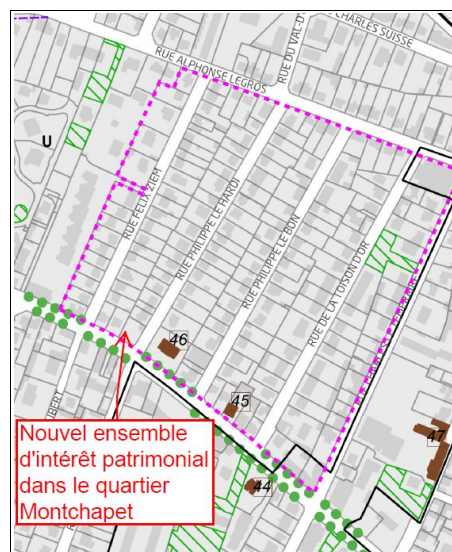 RUE CHARLES SUISSE
RUE DU VAL-D'
RUE ALPHONSE LEGROS
U
RUE FELIX ZIEM
RUE PHILIPPE LE HARDI
RUE PHILIPPE LE BON
RUE DE LA TOISON D'OR
46
45
44
47
Nouvel ensemble
d'intérêt patrimonial
dans le quartier
Montchapet